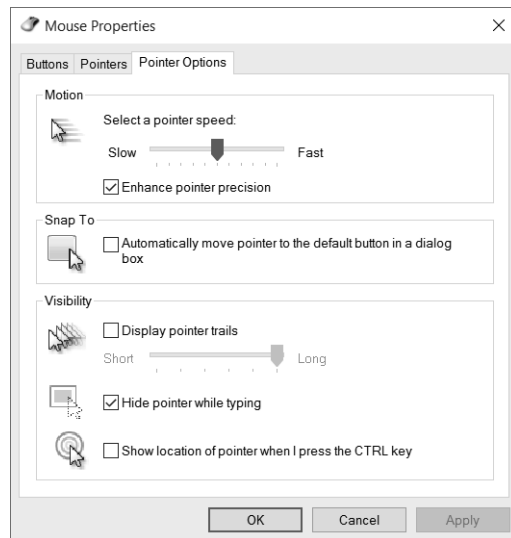 Mouse Properties
Buttons Pointers Pointer Options
Motion
Select a pointer speed:
Slow Fast
Enhance pointer precision
Snap To
Automatically move pointer to the default button in a dialog
box
Visibility
Display pointer trails
Short Long
Hide pointer while typing
Show location of pointer when I press the CTRL key
OK Cancel Apply